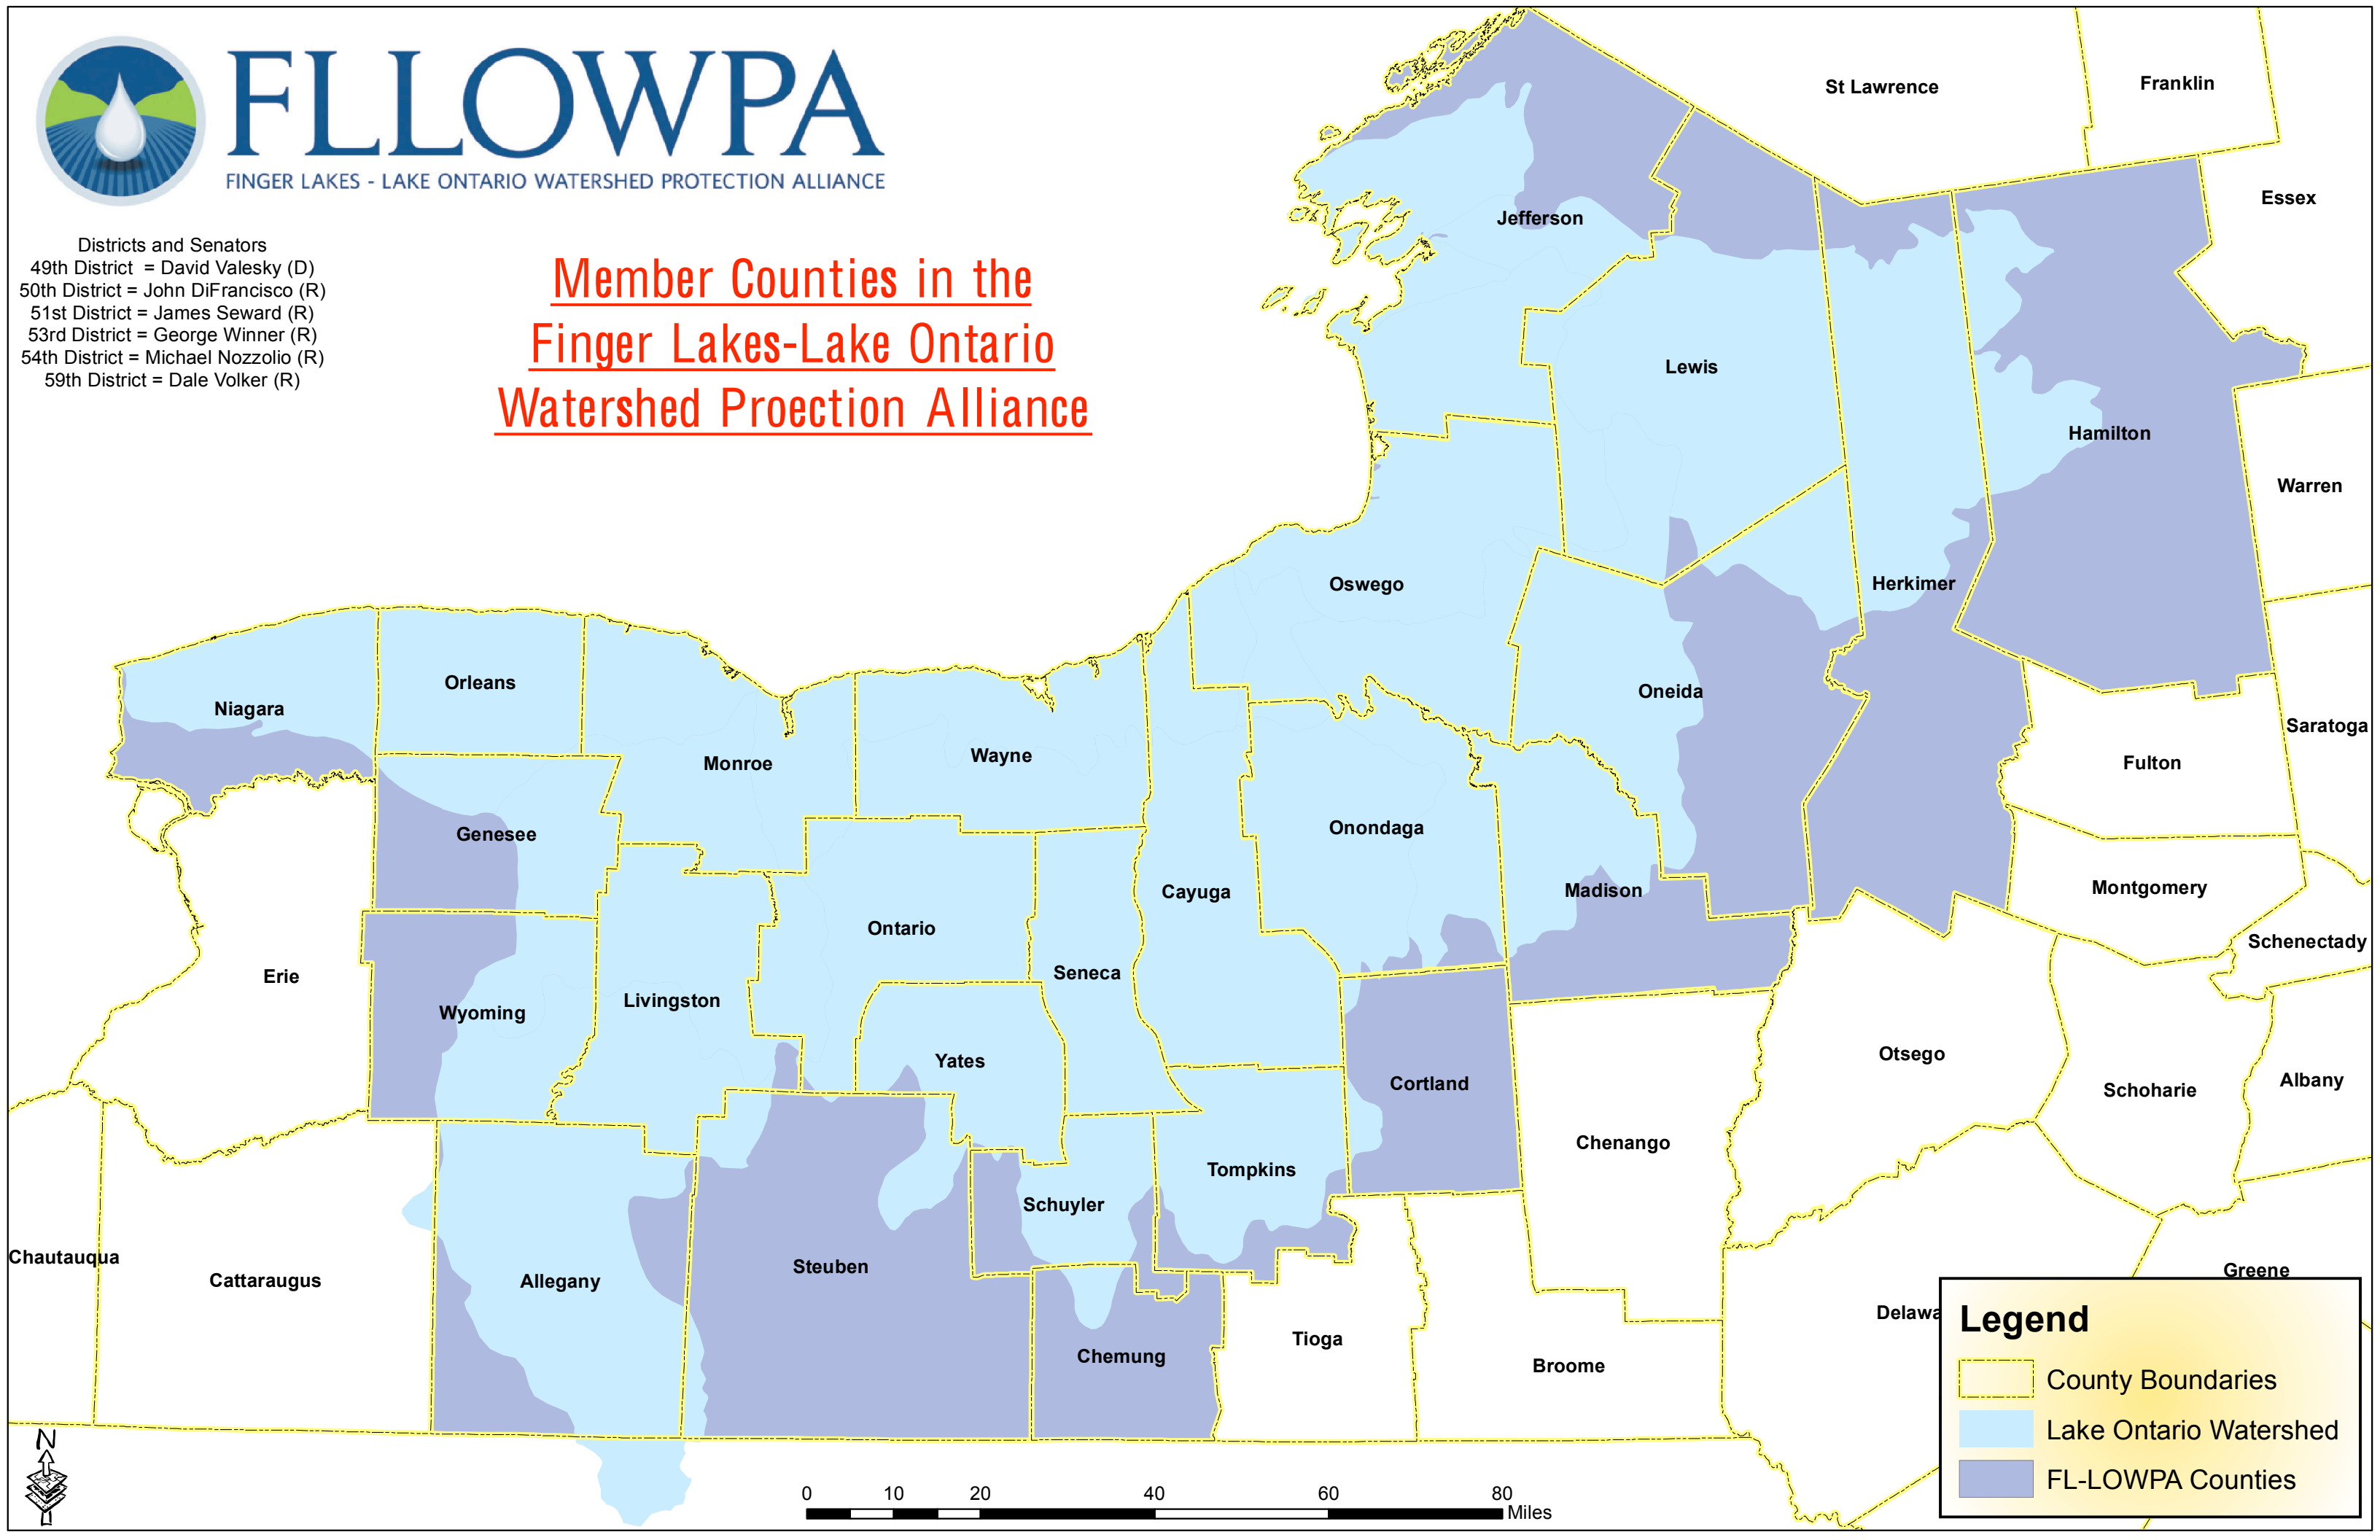 FLLOWPA
FINGER LAKES - LAKE ONTARIO WATERSHED PROTECTION ALLIANCE
Districts and Senators
49th District = David Valesky (D)
50th District = John DiFrancisco (R)
51st District = James Seward (R)
53rd District = George Winner (R)
54th District = Michael Nozzolio (R)
59th District = Dale Volker (R)
Member Counties in the
Finger Lakes-Lake Ontario
Watershed Proection Alliance
St Lawrence
Franklin
Essex
Jefferson
Lewis
Hamilton
Warren
Oswego
Herkimer
Orleans
Niagara
Oneida
Saratoga
Monroe
Wayne
Fulton
Genesee
Onondaga
Madison
Montgomery
Cayuga
Ontario
Schenectady
Erie
Seneca
Livingston
Wyoming
Yates
Cortland
Otsego
Schoharie
Albany
Chenango
Tompkins
Schuyler
Chautauqua
Cattaraugus
Allegany
Steuben
Greene
Delawa
Tioga
Chemung
Broome
Legend
County Boundaries
Lake Ontario Watershed
FL-LOWPA Counties
N
0 10 20 40 60 80
Miles